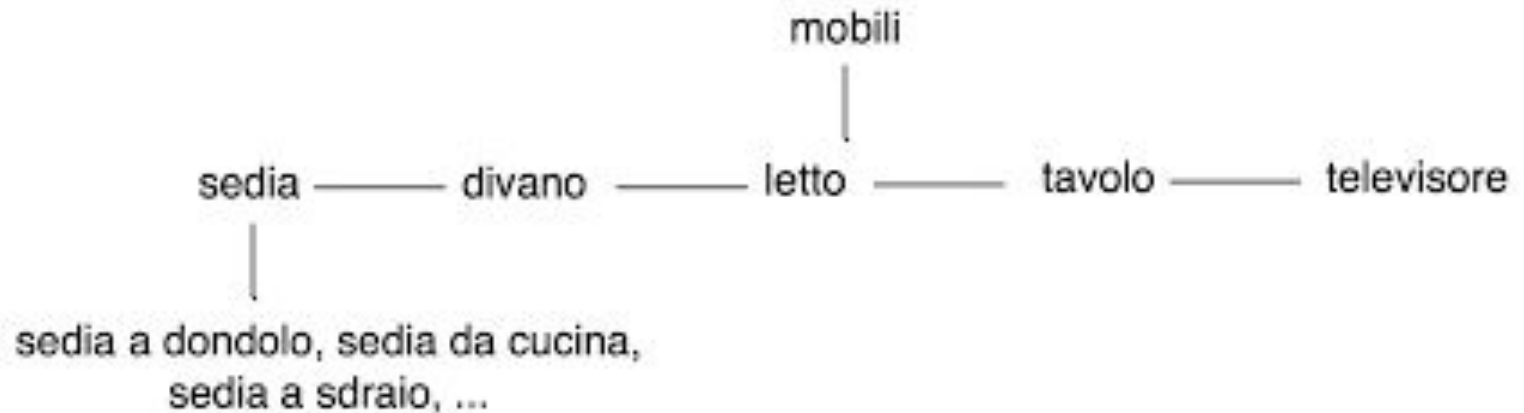 mobili
sedia divano letto tavolo televisore
sedia a dondolo, sedia da cucina,
sedia a sdraio, ...